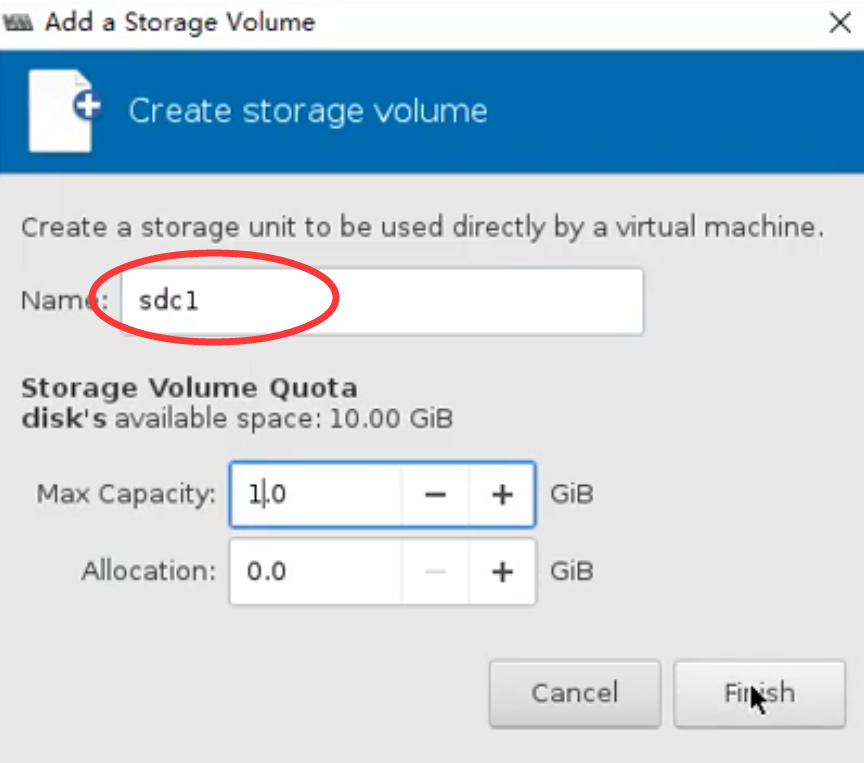 Add a Storage Volume
Create storage volume
Create a storage unit to be used directly by a virtual machine.
Name: sdc1
Storage Volume Quota
disk's available space: 10.00 GiB
Max Capacity: 1.0 GiB
Allocation: 0.0 GiB
Cancel Finish